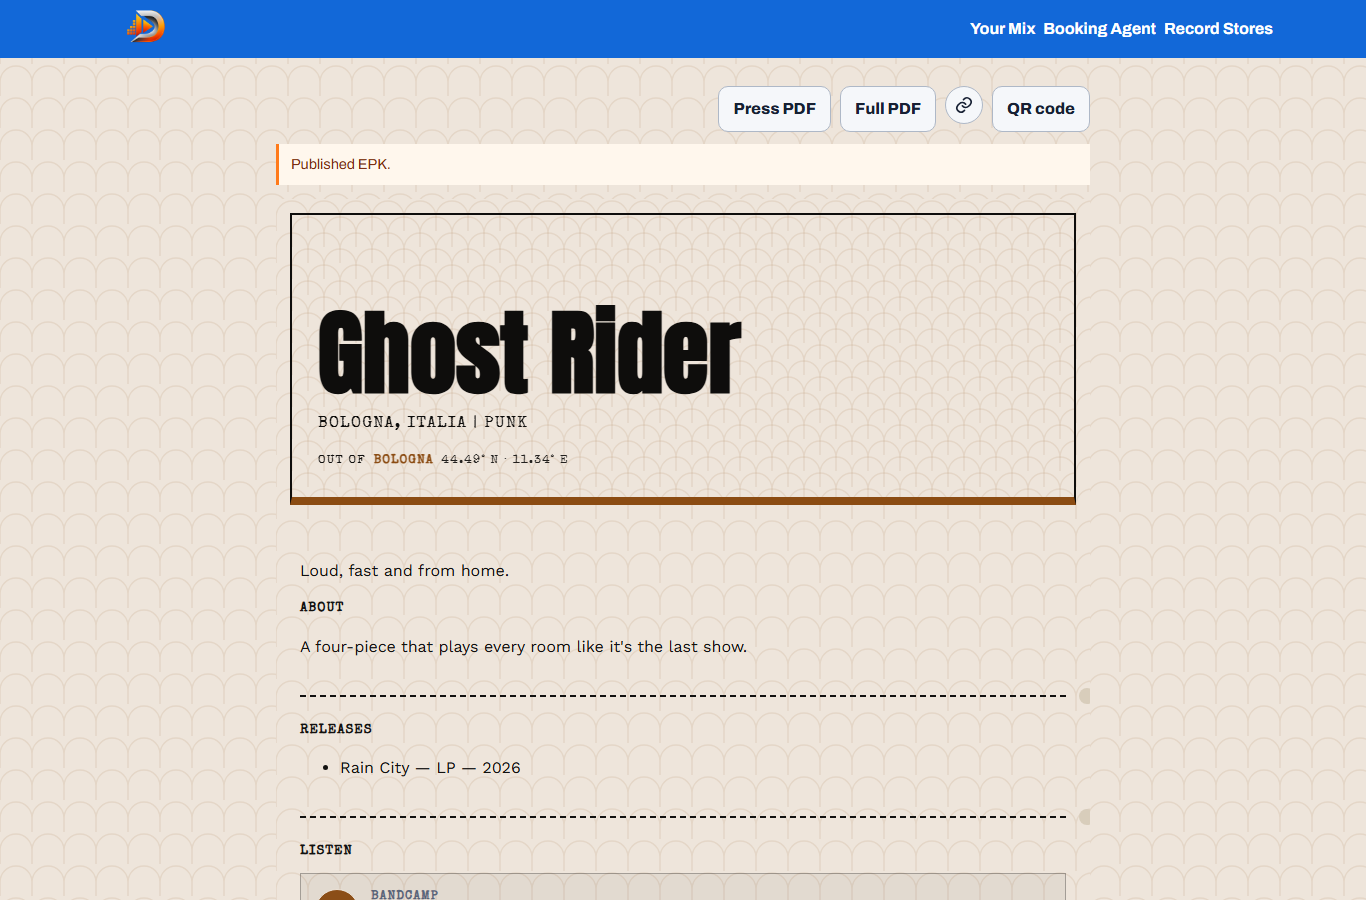 Your Mix Booking Agent Record Stores
Press PDF Full PDF QR code
Published EPK.
Ghost Rider
BOLOGNA, ITALIA | PUNK
OUT OF BOLOGNA 44.49° N · 11.34° E
Loud, fast and from home.
ABOUT
A four-piece that plays every room like it's the last show.
RELEASES
• Rain City — LP — 2026
LISTEN
BANDCAMP